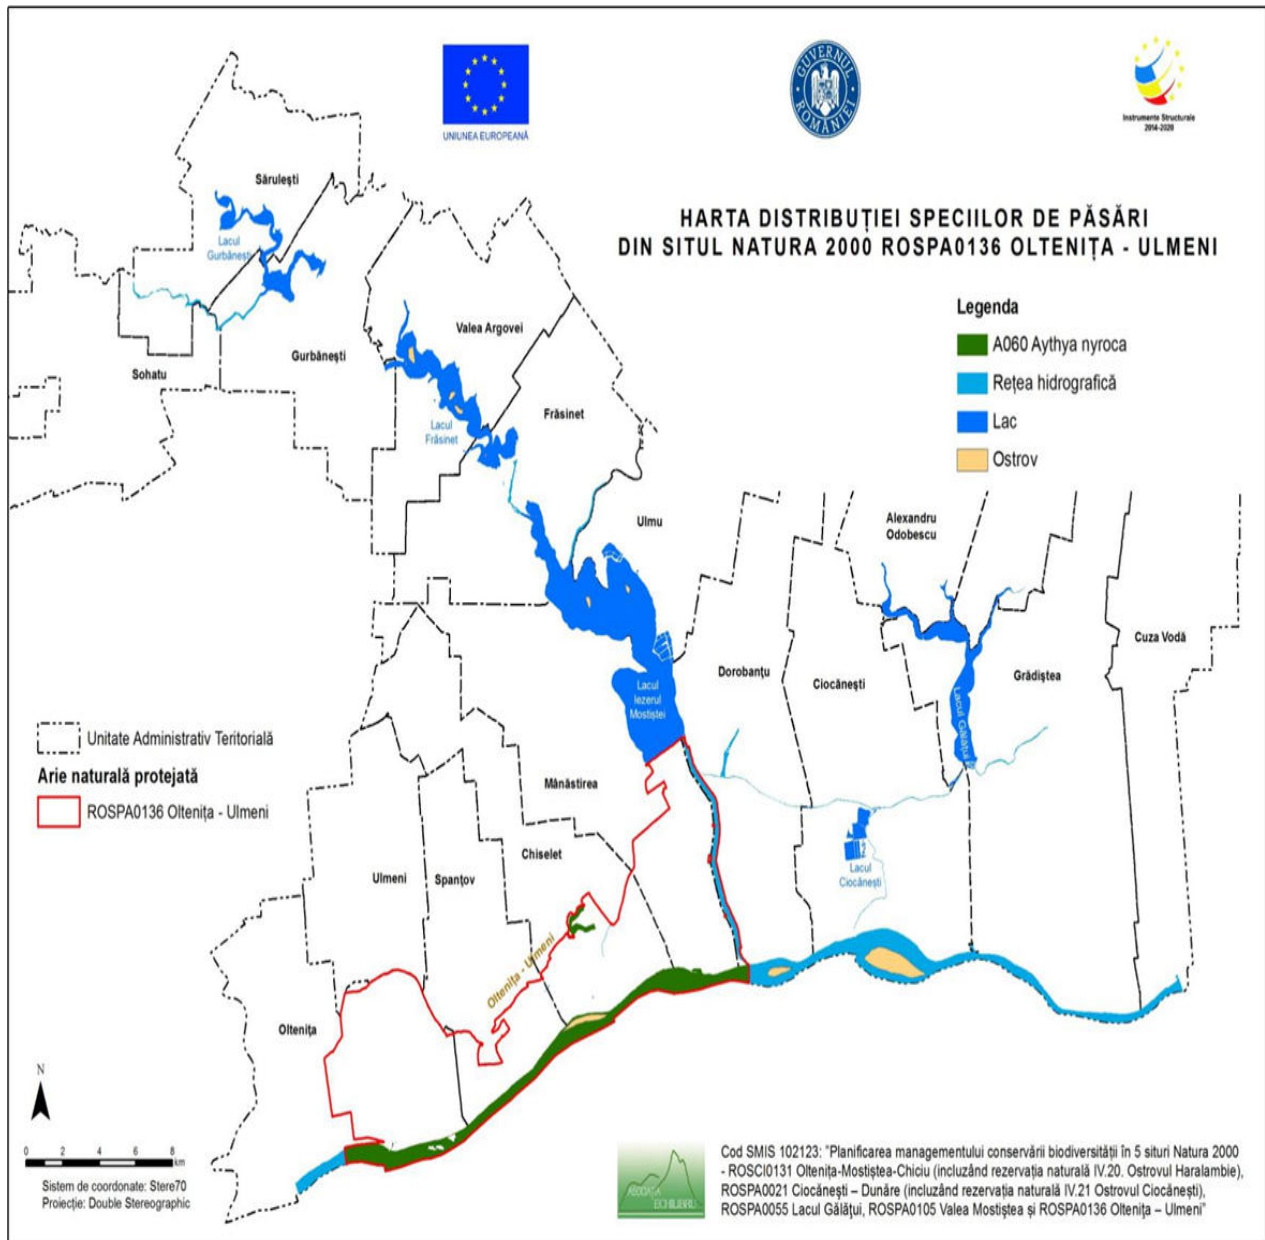 UNIUNEA EUROPEANĂ
GUVERNUL ROMÂNIEI
Instrumente Structurale
2014-2020
HARTA DISTRIBUȚIEI SPECIILOR DE PĂSĂRI
DIN SITUL NATURA 2000 ROSPA0136 OLTENIȚA - ULMENI
Legenda
A060 Aythya nyroca
Rețea hidrografică
Lac
Ostrov
Sărulești
Lacul
Gurbănești
Sohatu
Gurbănești
Valea Argovei
Lacul
Frăsinet
Frăsinet
Ulmu
Alexandru
Odobescu
Cuza Vodă
Dorobanțu
Ciocănești
Grădiștea
Lacul
Iezerul
Mostiștei
Lacul Gălățui
Unitate Administrativ Teritorială
Arie naturală protejată
ROSPA0136 Oltenița - Ulmeni
Mânăstirea
Chiselet
Ulmeni
Spanțov
Lacul
Ciocănești
Oltenița - Ulmeni
Oltenița
N
0 2 4 6 8
km
Sistem de coordonate: Stere70
Proiecție: Double Stereographic
ASOCIAȚIA
ECHILIBRU
Cod SMIS 102123: "Planificarea managementului conservării biodiversității în 5 situri Natura 2000
- ROSCI0131 Oltenița-Mostiștea-Chiciu (incluzând rezervația naturală IV.20. Ostrovul Haralambie),
ROSPA0021 Ciocănești – Dunăre (incluzând rezervația naturală IV.21 Ostrovul Ciocănești),
ROSPA0055 Lacul Gălățui, ROSPA0105 Valea Mostiștea și ROSPA0136 Oltenița – Ulmeni"